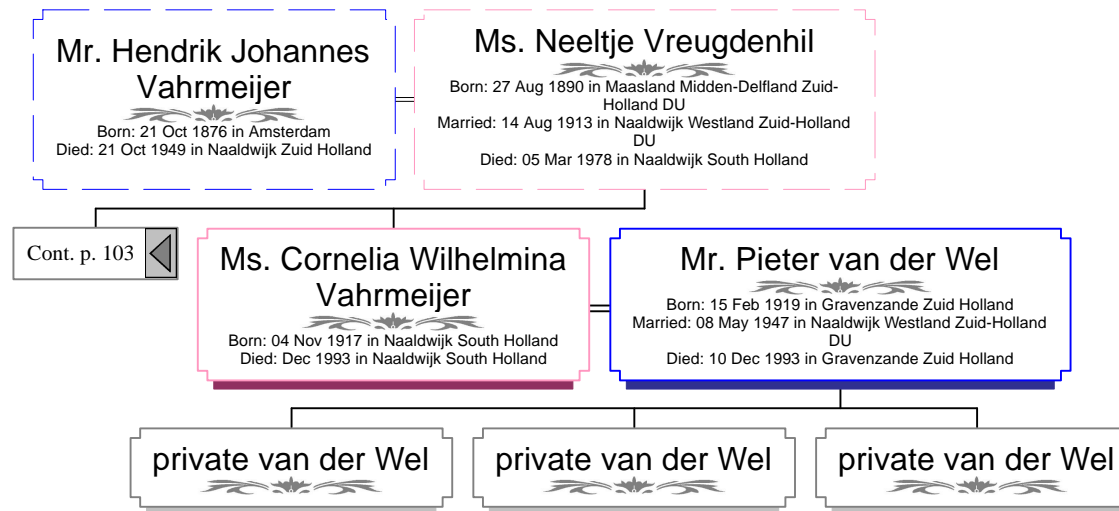 Mr. Hendrik Johannes
Vahrmeijer
Born: 21 Oct 1876 in Amsterdam
Died: 21 Oct 1949 in Naaldwijk Zuid Holland
Ms. Neeltje Vreugdenhil
Born: 27 Aug 1890 in Maasland Midden-Delfland Zuid-
Holland DU
Married: 14 Aug 1913 in Naaldwijk Westland Zuid-Holland
DU
Died: 05 Mar 1978 in Naaldwijk South Holland
Cont. p. 103
Ms. Cornelia Wilhelmina
Vahrmeijer
Born: 04 Nov 1917 in Naaldwijk South Holland
Died: Dec 1993 in Naaldwijk South Holland
Mr. Pieter van der Wel
Born: 15 Feb 1919 in Gravenzande Zuid Holland
Married: 08 May 1947 in Naaldwijk Westland Zuid-Holland
DU
Died: 10 Dec 1993 in Gravenzande Zuid Holland
private van der Wel
private van der Wel
private van der Wel